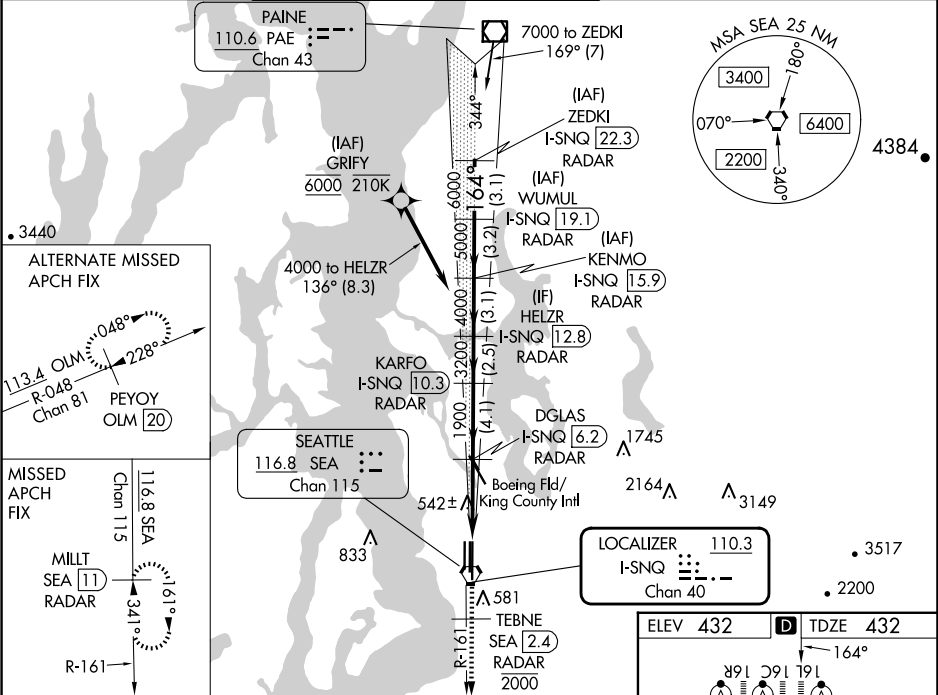 PAINE
110.6 PAE
Chan 43
7000 to ZEDKI
169° (7)
MSA SEA 25 NM
180°
3400
070°
6400
2200
340°
4384
344°
(IAF)
ZEDKI
I-SNQ 22.3
RADAR
(IAF)
GRIFY
6000 210K
6000
164°
(3.1)
(IAF)
WUMUL
I-SNQ 19.1
RADAR
3440
5000
(3.2)
(IAF)
KENMO
I-SNQ 15.9
RADAR
4000 to HELZR
136° (8.3)
4000
(3.1)
(IF)
HELZR
I-SNQ 12.8
RADAR
ALTERNATE MISSED
APCH FIX
048°
228°
113.4 OLM
R-048
Chan 81
PEYOY
OLM 20
3200
(2.5)
KARFO
I-SNQ 10.3
RADAR
1900
(4.1)
DGLAS
I-SNQ 6.2
RADAR
1745
SEATTLE
116.8 SEA
Chan 115
Boeing Fld/
King County Intl
542±
2164
3149
833
MISSED
APCH
FIX
116.8 SEA
Chan 115
MILLT
SEA 11
RADAR
161°
341°
R-161
LOCALIZER 110.3
I-SNQ
Chan 40
3517
2200
581
TEBNE
SEA 2.4
RADAR
2000
R-161
ELEV 432
D
TDZE 432
164°
16R
16C
16L
A
A